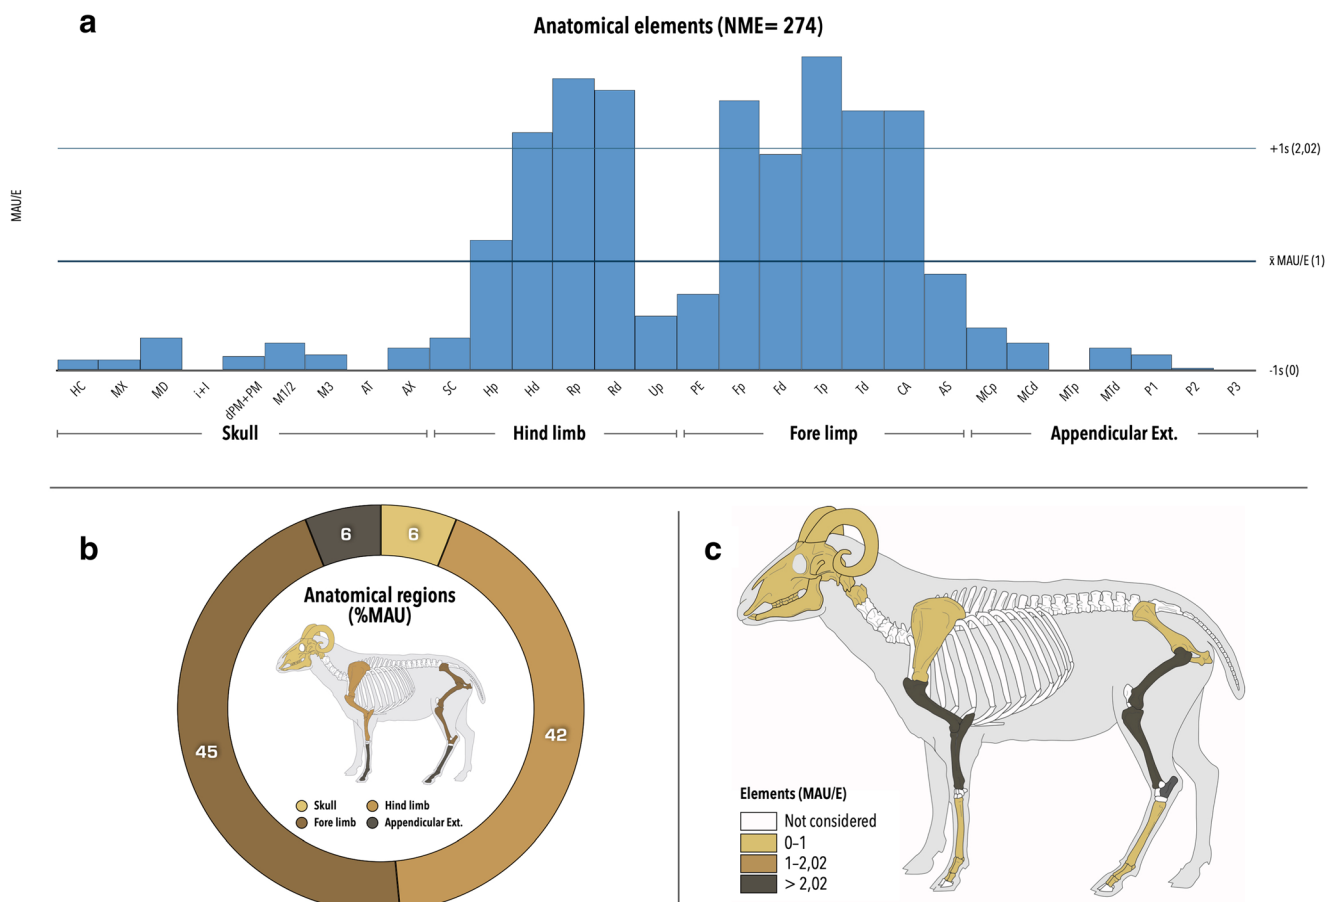 a
Anatomical elements (NME= 274)
MAU/E
+1s (2,02)
x̄ MAU/E (1)
-1s (0)
HC MX MD i+I dPM+PM M1/2 M3 AT AX SC Hp Hd Rp Rd Up PE Fp Fd Tp Td CA AS MCp MCd MTp MTd P1 P2 P3
Skull Hind limb Fore limp Appendicular Ext.
b
6 6
45 42
Anatomical regions
(%MAU)
Skull Hind limb
Fore limb Appendicular Ext.
c
Elements (MAU/E)
Not considered
0–1
1–2,02
> 2,02